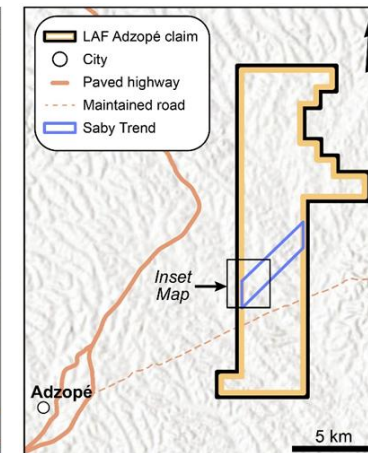 LAF Adzopé claim
City
Paved highway
Maintained road
Saby Trend
Inset
Map
Adzopé
5 km